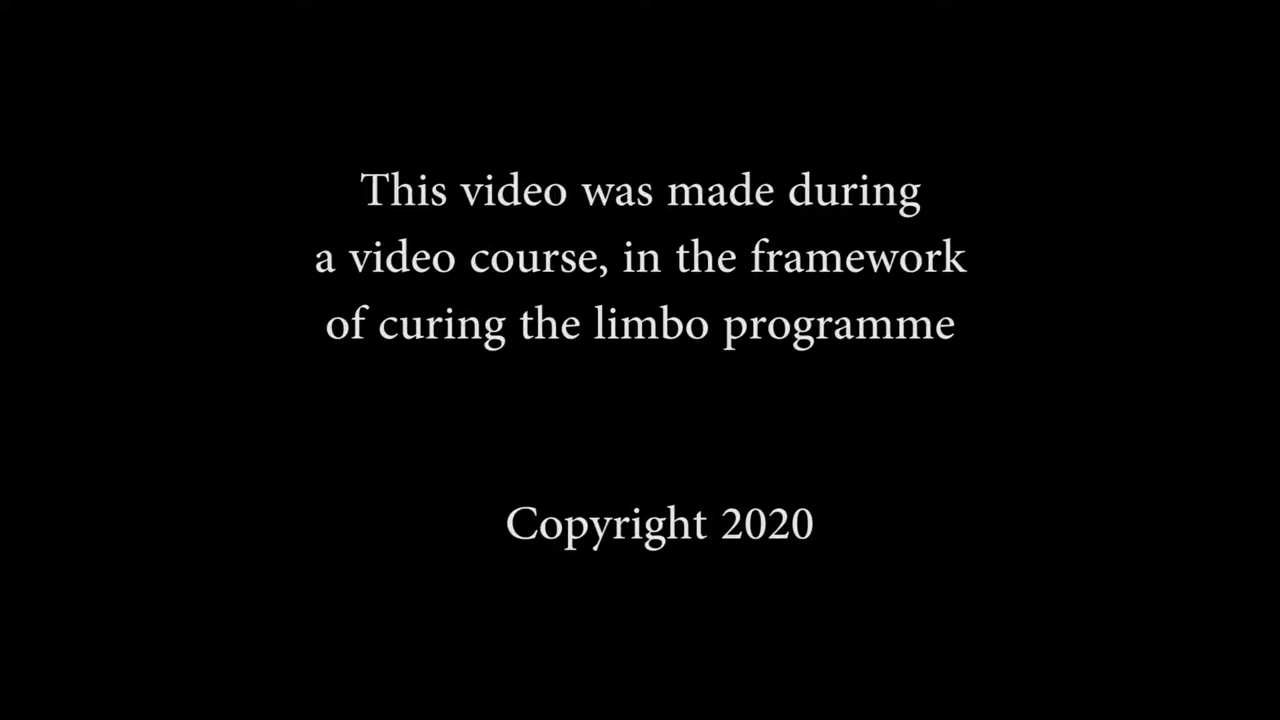 This video was made during
a video course, in the framework
of curing the limbo programme
Copyright 2020